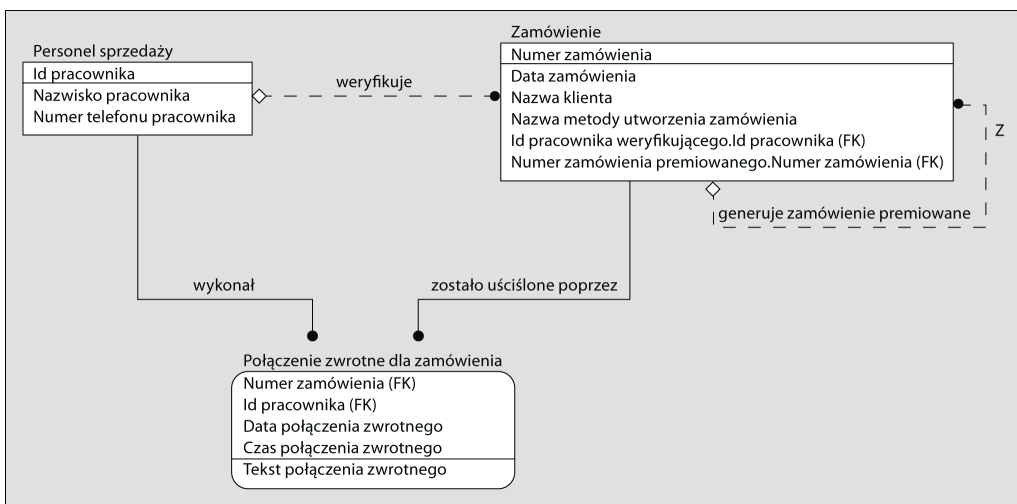 Personel sprzedaży
Id pracownika
Nazwisko pracownika
Numer telefonu pracownika
weryfikuje
Zamówienie
Numer zamówienia
Data zamówienia
Nazwa klienta
Nazwa metody utworzenia zamówienia
Id pracownika weryfikującego.Id pracownika (FK)
Numer zamówienia premiowanego.Numer zamówienia (FK)
Z
generuje zamówienie premiowane
wykonał
zostało uściślone poprzez
Połączenie zwrotne dla zamówienia
Numer zamówienia (FK)
Id pracownika (FK)
Data połączenia zwrotnego
Czas połączenia zwrotnego
Tekst połączenia zwrotnego